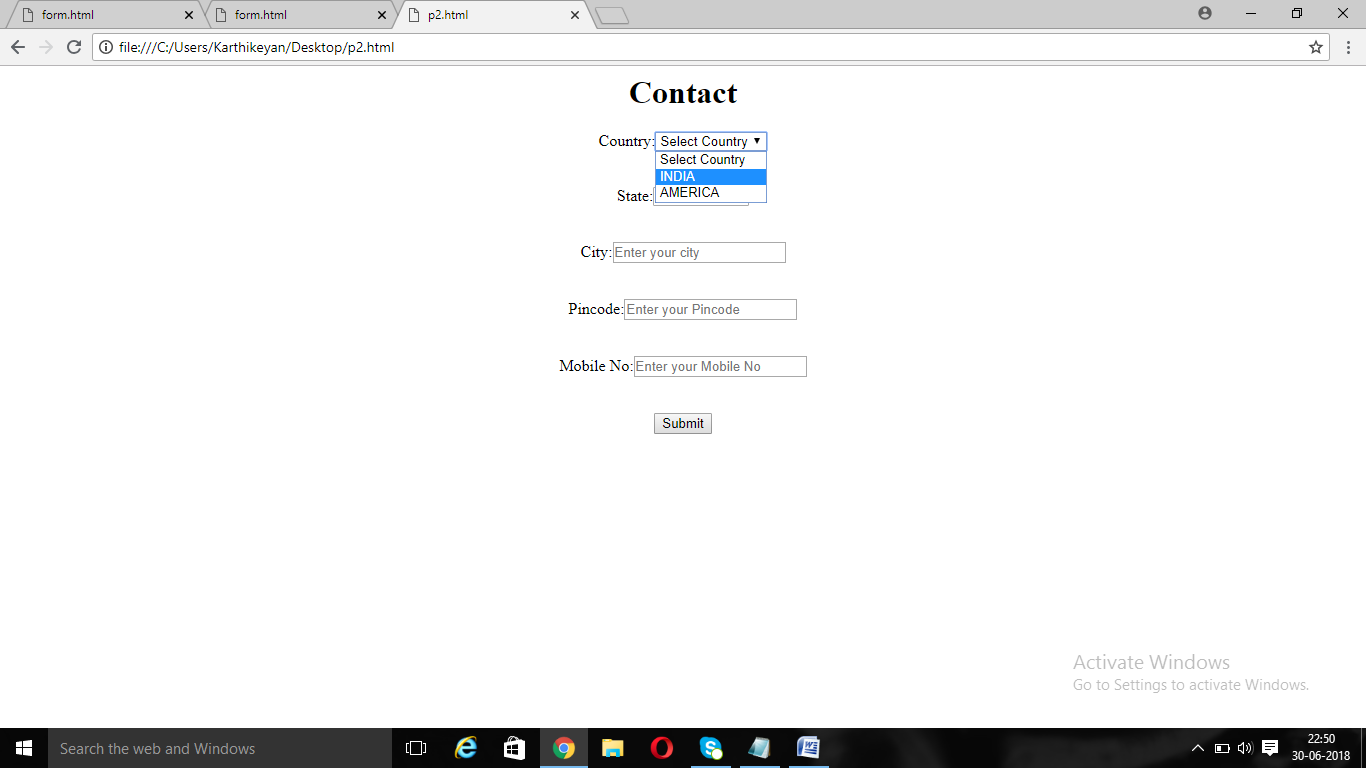 form.html
form.html
p2.html
file:///C:/Users/Karthikeyan/Desktop/p2.html
Contact
Country: Select Country
Select Country
INDIA
AMERICA
State:
City: Enter your city
Pincode: Enter your Pincode
Mobile No: Enter your Mobile No
Submit
Activate Windows
Go to Settings to activate Windows.
Search the web and Windows
22:50
30-06-2018